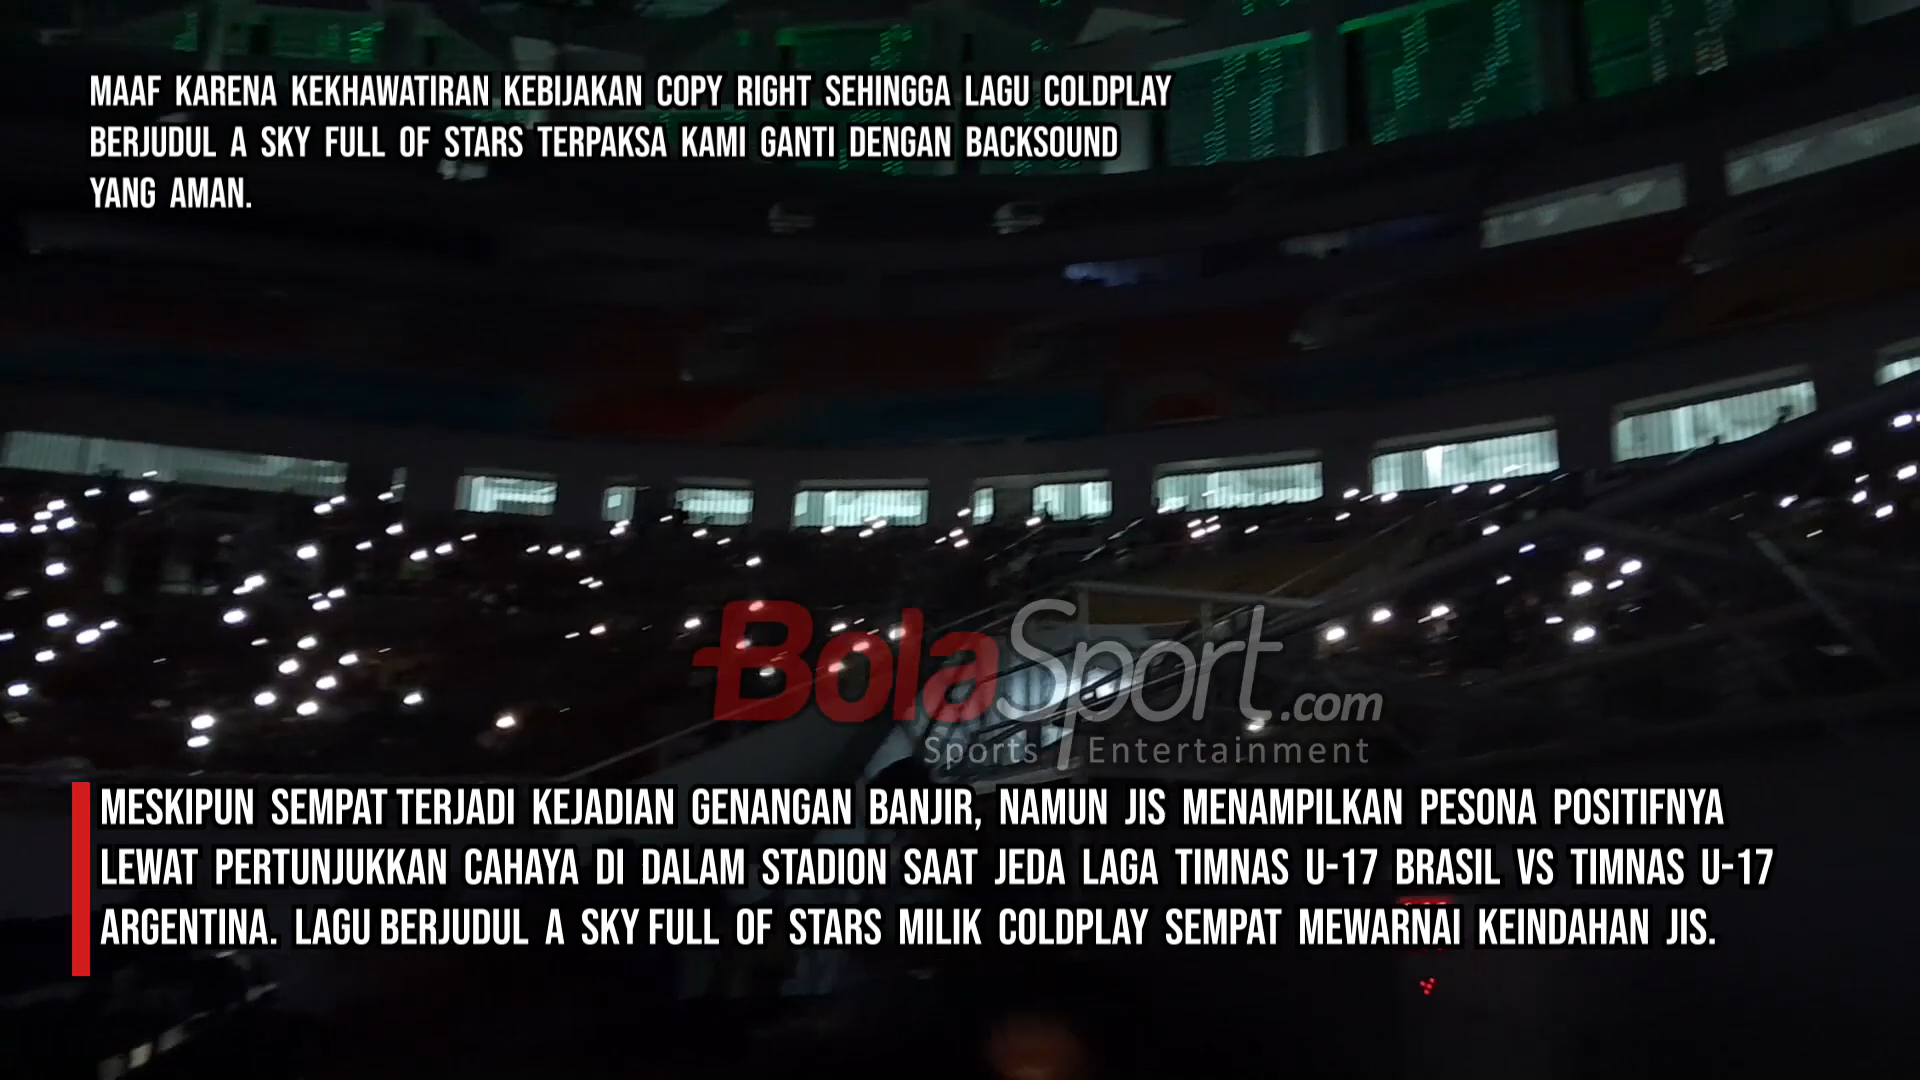 MAAF KARENA KEKHAWATIRAN KEBIJAKAN COPY RIGHT SEHINGGA LAGU COLDPLAY
BERJUDUL A SKY FULL OF STARS TERPAKSA KAMI GANTI DENGAN BACKSOUND
YANG AMAN.
BolaSport.com
Sports Entertainment
MESKIPUN SEMPAT TERJADI KEJADIAN GENANGAN BANJIR, NAMUN JIS MENAMPILKAN PESONA POSITIFNYA
LEWAT PERTUNJUKKAN CAHAYA DI DALAM STADION SAAT JEDA LAGA TIMNAS U-17 BRASIL VS TIMNAS U-17
ARGENTINA. LAGU BERJUDUL A SKY FULL OF STARS MILIK COLDPLAY SEMPAT MEWARNAI KEINDAHAN JIS.